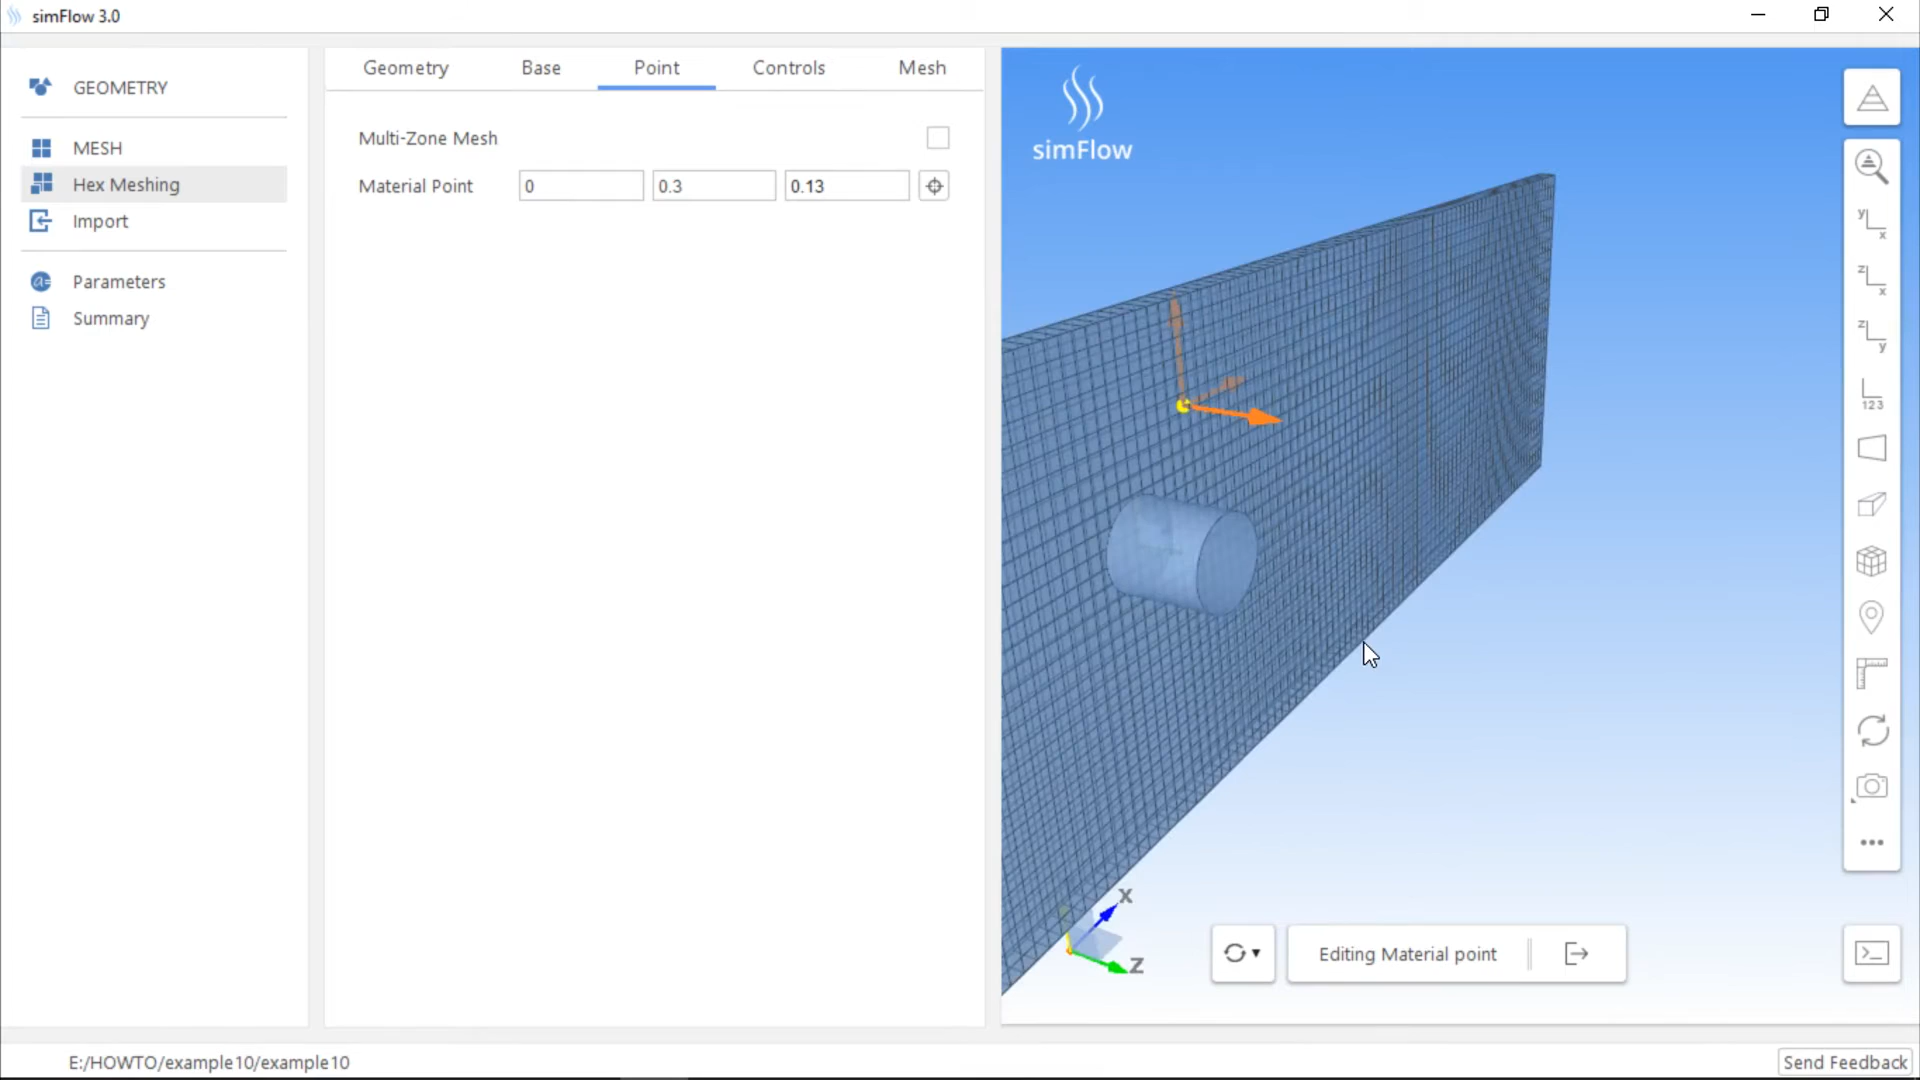 simFlow 3.0
GEOMETRY
MESH
Hex Meshing
Import
Parameters
Summary
Geometry Base Point Controls Mesh
Multi-Zone Mesh
Material Point 0 0.3 0.13
simFlow
y x
z x
z y
123
X
Z
Editing Material point
E:/HOWTO/example10/example10
Send Feedback